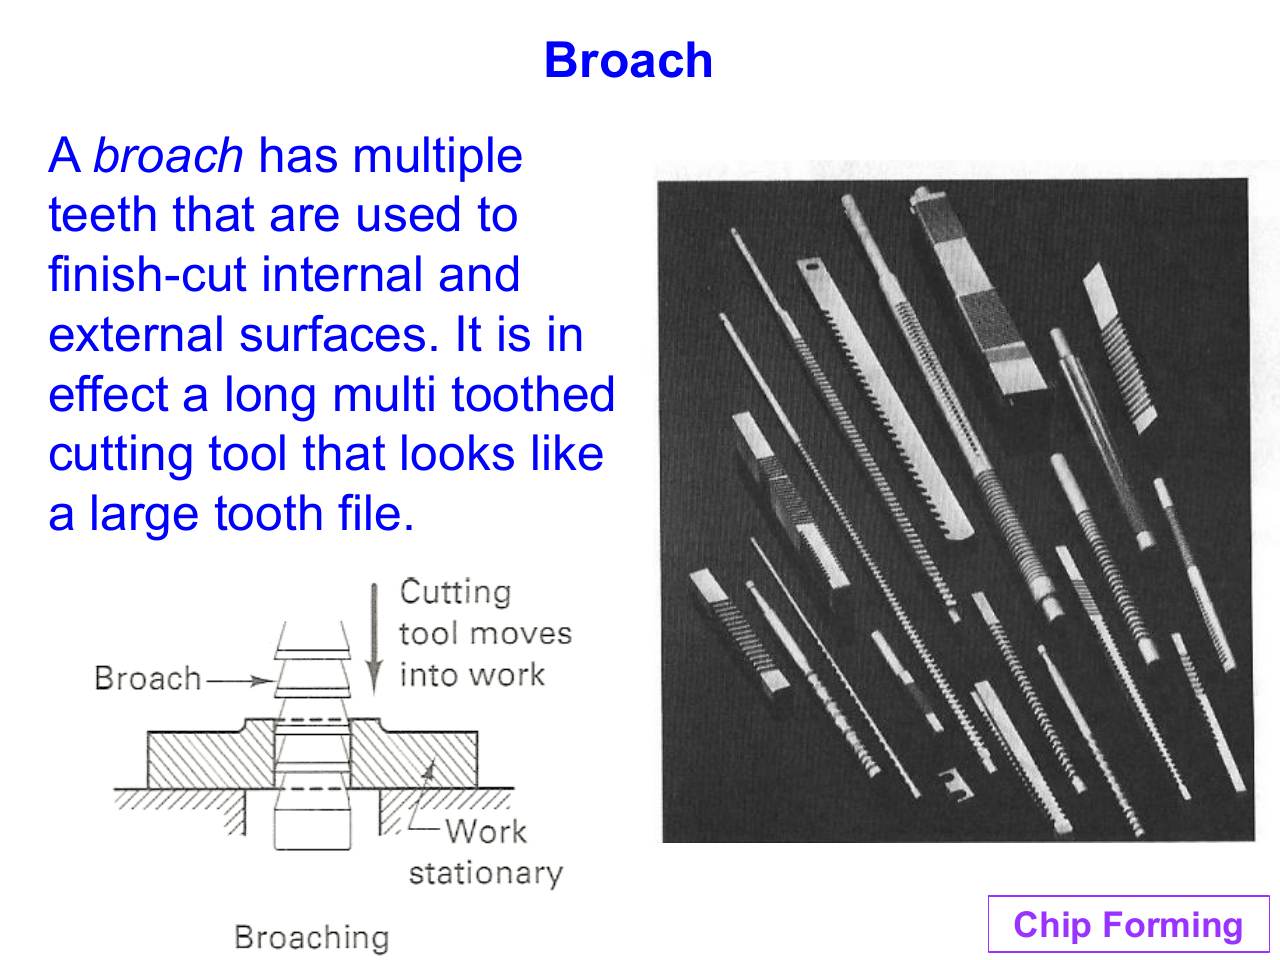 Broach
A broach has multiple
teeth that are used to
finish-cut internal and
external surfaces. It is in
effect a long multi toothed
cutting tool that looks like
a large tooth file.
Cutting
tool moves
into work
Broach
Work
stationary
Broaching
Chip Forming